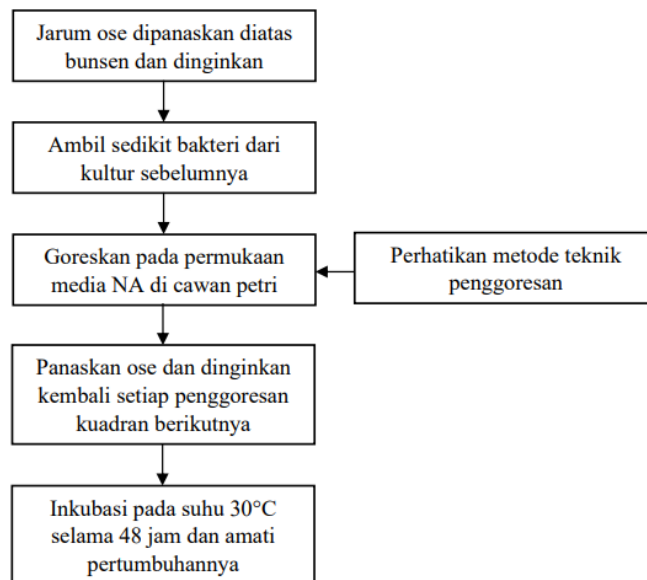 Jarum ose dipanaskan diatas
bunsen dan dinginkan
Ambil sedikit bakteri dari
kultur sebelumnya
Goreskan pada permukaan
media NA di cawan petri
Perhatikan metode teknik
penggoresan
Panaskan ose dan dinginkan
kembali setiap penggoresan
kuadran berikutnya
Inkubasi pada suhu 30°C
selama 48 jam dan amati
pertumbuhannya